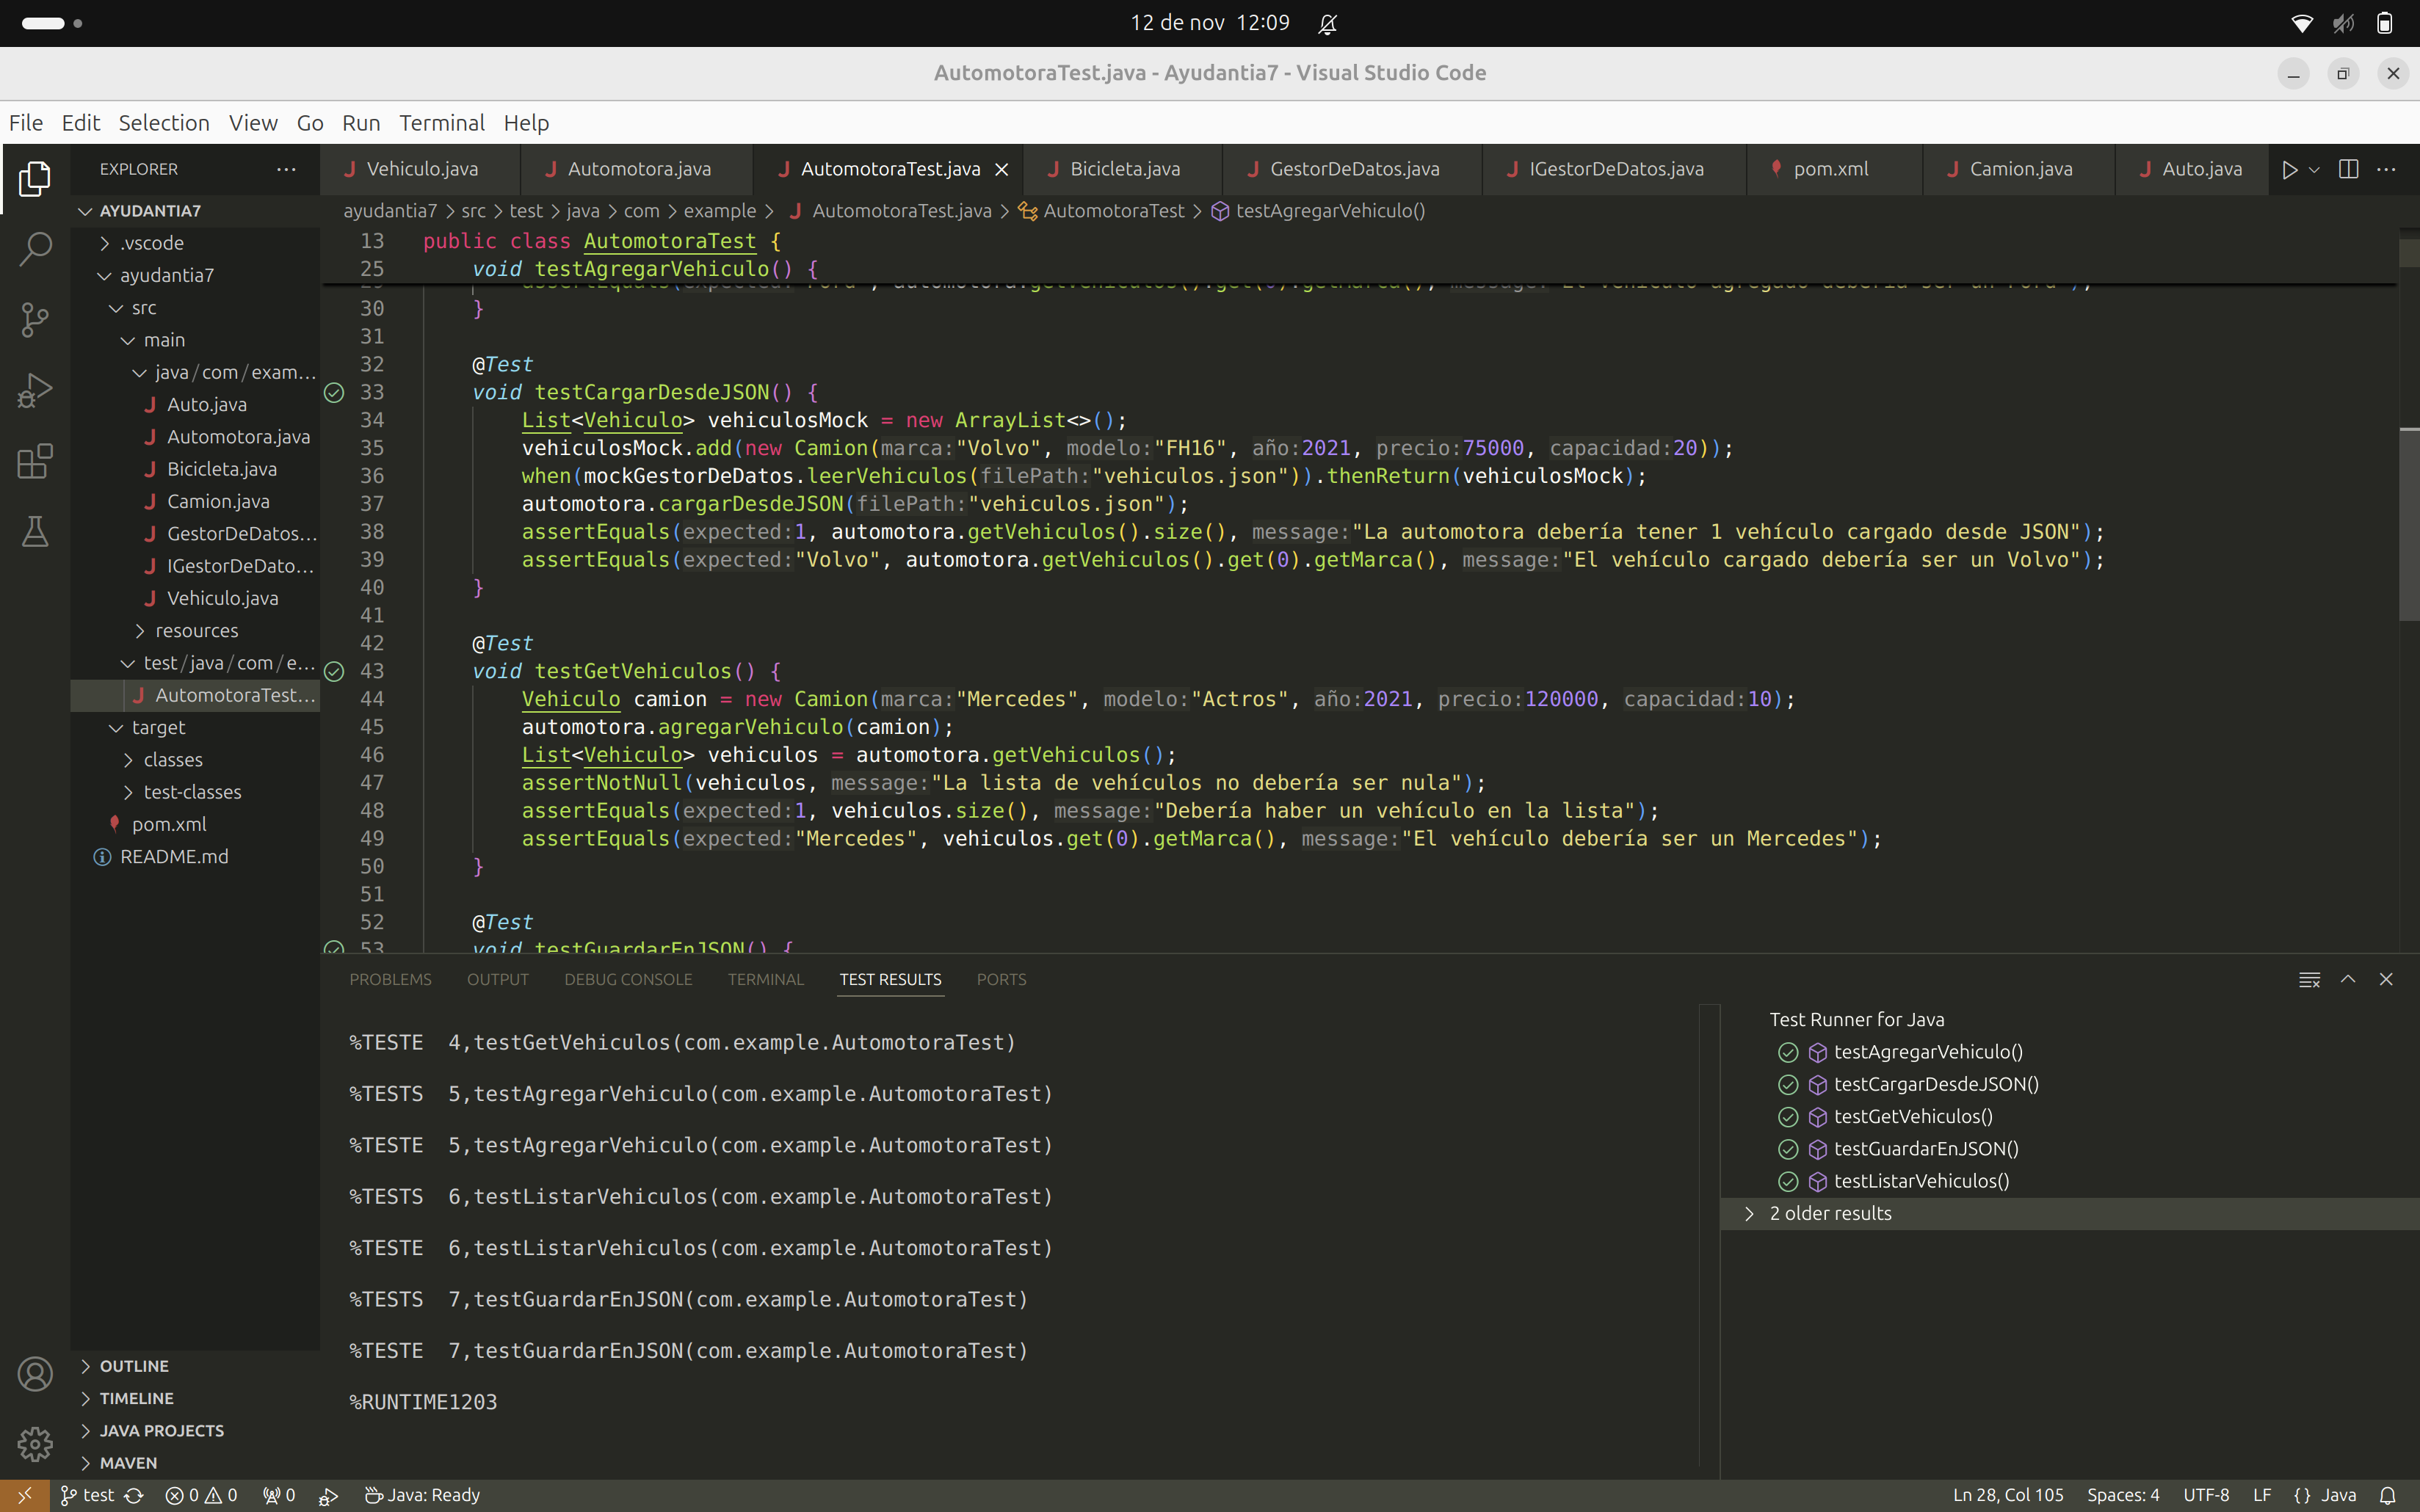 12 de nov 12:09
AutomotoraTest.java - Ayudantia7 - Visual Studio Code
File Edit Selection View Go Run Terminal Help
EXPLORER
Vehiculo.java Automotora.java AutomotoraTest.java Bicicleta.java GestorDeDatos.java IGestorDeDatos.java pom.xml Camion.java Auto.java
AYUDANTIA7
.vscode
ayudantia7
src
main
java/com/exam...
Auto.java
Automotora.java
Bicicleta.java
Camion.java
GestorDeDatos...
IGestorDeDato...
Vehiculo.java
resources
test/java/com/e...
AutomotoraTest...
target
classes
test-classes
pom.xml
README.md
OUTLINE
TIMELINE
JAVA PROJECTS
MAVEN
ayudantia7 > src > test > java > com > example > AutomotoraTest.java > AutomotoraTest > testAgregarVehiculo()
13 public class AutomotoraTest {
25 void testAgregarVehiculo() {
30 }
31
32 @Test
33 void testCargarDesdeJSON() {
34 List<Vehiculo> vehiculosMock = new ArrayList<>();
35 vehiculosMock.add(new Camion(marca:"Volvo", modelo:"FH16", año:2021, precio:75000, capacidad:20));
36 when(mockGestorDeDatos.leerVehiculos(filePath:"vehiculos.json")).thenReturn(vehiculosMock);
37 automotora.cargarDesdeJSON(filePath:"vehiculos.json");
38 assertEquals(expected:1, automotora.getVehiculos().size(), message:"La automotora debería tener 1 vehículo cargado desde JSON");
39 assertEquals(expected:"Volvo", automotora.getVehiculos().get(0).getMarca(), message:"El vehículo cargado debería ser un Volvo");
40 }
41
42 @Test
43 void testGetVehiculos() {
44 Vehiculo camion = new Camion(marca:"Mercedes", modelo:"Actros", año:2021, precio:120000, capacidad:10);
45 automotora.agregarVehiculo(camion);
46 List<Vehiculo> vehiculos = automotora.getVehiculos();
47 assertNotNull(vehiculos, message:"La lista de vehículos no debería ser nula");
48 assertEquals(expected:1, vehiculos.size(), message:"Debería haber un vehículo en la lista");
49 assertEquals(expected:"Mercedes", vehiculos.get(0).getMarca(), message:"El vehículo debería ser un Mercedes");
50 }
51
52 @Test
53 void testGuardarEnJSON() {
PROBLEMS OUTPUT DEBUG CONSOLE TERMINAL TEST RESULTS PORTS
%TESTE 4,testGetVehiculos(com.example.AutomotoraTest)
%TESTS 5,testAgregarVehiculo(com.example.AutomotoraTest)
%TESTE 5,testAgregarVehiculo(com.example.AutomotoraTest)
%TESTS 6,testListarVehiculos(com.example.AutomotoraTest)
%TESTE 6,testListarVehiculos(com.example.AutomotoraTest)
%TESTS 7,testGuardarEnJSON(com.example.AutomotoraTest)
%TESTE 7,testGuardarEnJSON(com.example.AutomotoraTest)
%RUNTIME1203
Test Runner for Java
testAgregarVehiculo()
testCargarDesdeJSON()
testGetVehiculos()
testGuardarEnJSON()
testListarVehiculos()
2 older results
test 0 0 0 Java: Ready Ln 28, Col 105 Spaces: 4 UTF-8 LF {} Java